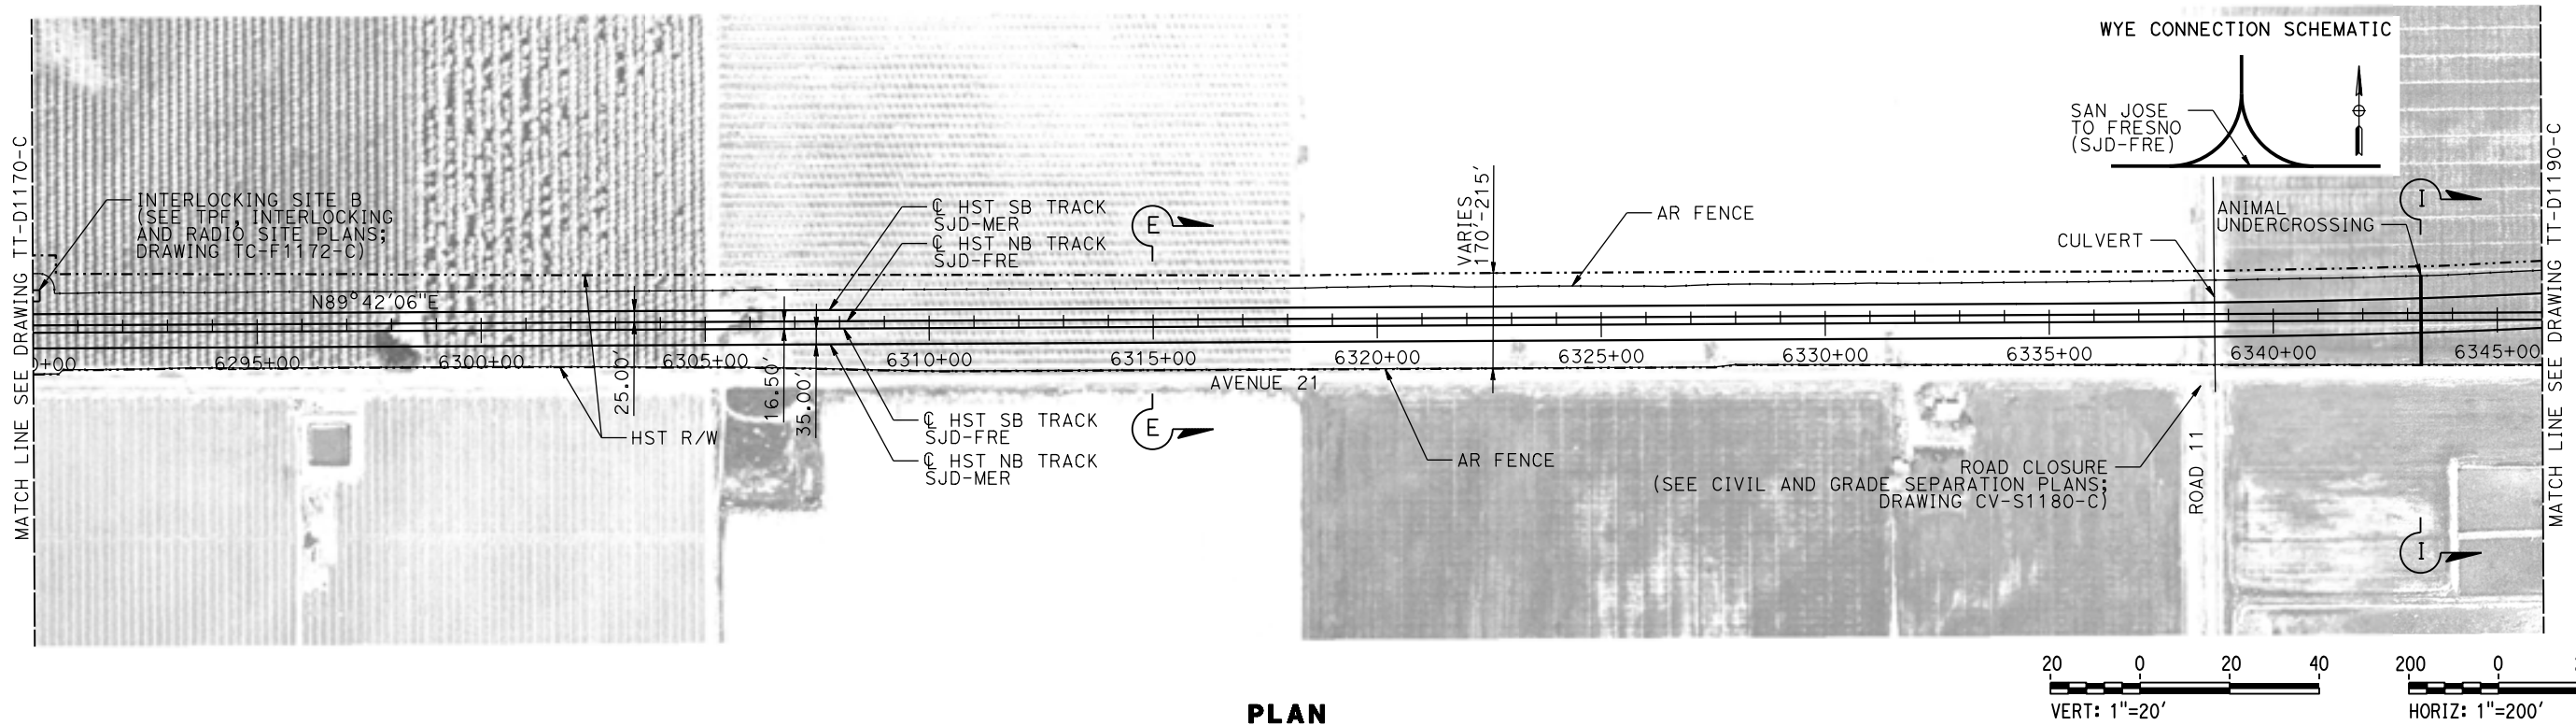 WYE CONNECTION SCHEMATIC
SAN JOSE
TO FRESNO
(SJD-FRE)
MATCH LINE SEE DRAWING TT-D1170-C
INTERLOCKING SITE B
(SEE TPF, INTERLOCKING
AND RADIO SITE PLANS;
DRAWING TC-F1172-C)
N89°42'06"E
℄ HST SB TRACK
SJD-MER
℄ HST NB TRACK
SJD-FRE
E
VARIES
170'-215'
AR FENCE
CULVERT
ANIMAL
UNDERCROSSING
I
MATCH LINE SEE DRAWING TT-D1190-C
0+00
6295+00
6300+00
6305+00
6310+00
6315+00
6320+00
6325+00
6330+00
6335+00
6340+00
6345+00
25.00'
16.50'
35.00'
AVENUE 21
HST R/W
℄ HST SB TRACK
SJD-FRE
℄ HST NB TRACK
SJD-MER
E
AR FENCE
ROAD CLOSURE
(SEE CIVIL AND GRADE SEPARATION PLANS;
DRAWING CV-S1180-C)
ROAD 11
I
PLAN
20 0 20 40
VERT: 1"=20'
200 0
HORIZ: 1"=200'